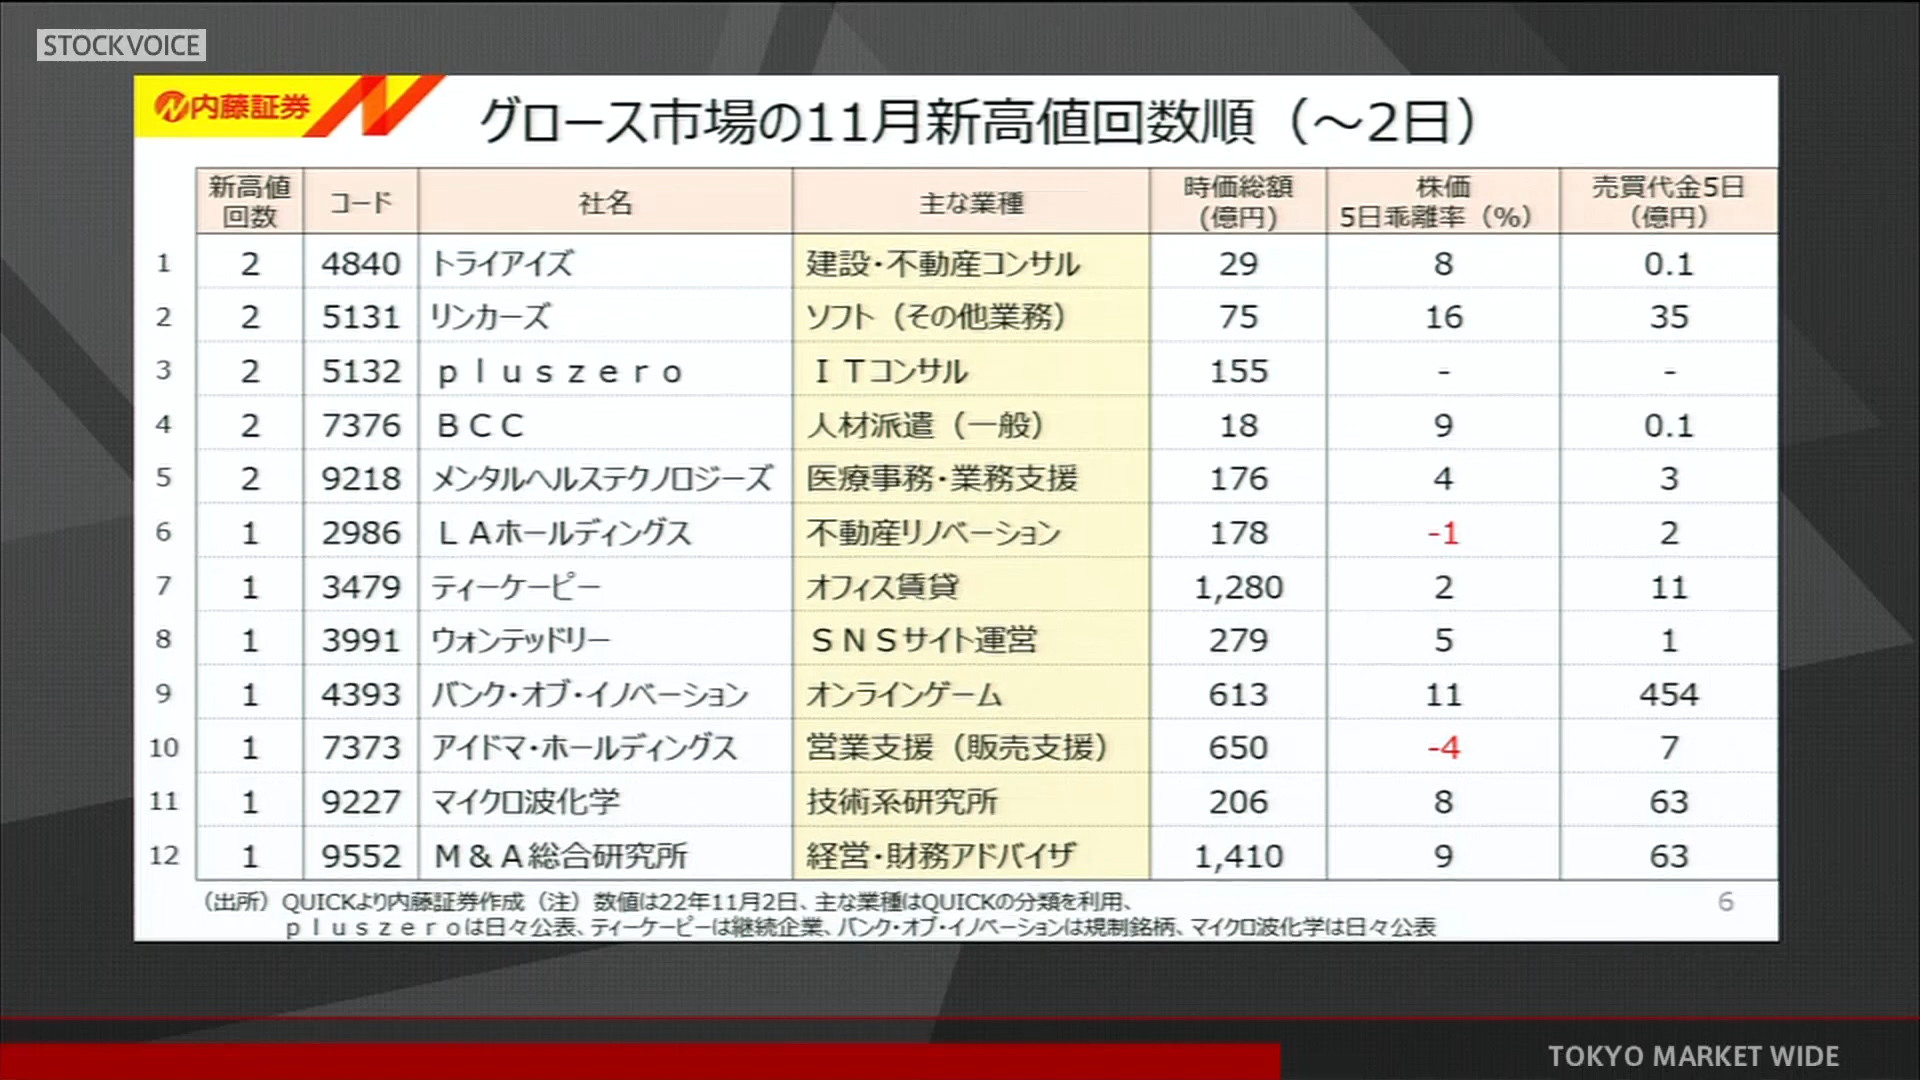 STOCKVOICE
内藤証券
グロース市場の11月新高値回数順（～2日）
新高値回数 コード 社名 主な業種 時価総額(億円) 株価5日乖離率（%） 売買代金5日（億円）
1 2 4840 トライアイズ 建設・不動産コンサル 29 8 0.1
2 2 5131 リンカーズ ソフト（その他業務） 75 16 35
3 2 5132 ｐｌｕｓｚｅｒｏ ＩＴコンサル 155 - -
4 2 7376 ＢＣＣ 人材派遣（一般） 18 9 0.1
5 2 9218 メンタルヘルステクノロジーズ 医療事務・業務支援 176 4 3
6 1 2986 ＬＡホールディングス 不動産リノベーション 178 -1 2
7 1 3479 ティーケーピー オフィス賃貸 1,280 2 11
8 1 3991 ウォンテッドリー ＳＮＳサイト運営 279 5 1
9 1 4393 バンク・オブ・イノベーション オンラインゲーム 613 11 454
10 1 7373 アイドマ・ホールディングス 営業支援（販売支援） 650 -4 7
11 1 9227 マイクロ波化学 技術系研究所 206 8 63
12 1 9552 Ｍ＆Ａ総合研究所 経営・財務アドバイザ 1,410 9 63
（出所）QUICKより内藤証券作成（注）数値は22年11月2日、主な業種はQUICKの分類を利用、
ｐｌｕｓｚｅｒｏは日々公表、ティーケーピーは継続企業、バンク・オブ・イノベーションは規制銘柄、マイクロ波化学は日々公表
6
TOKYO MARKET WIDE